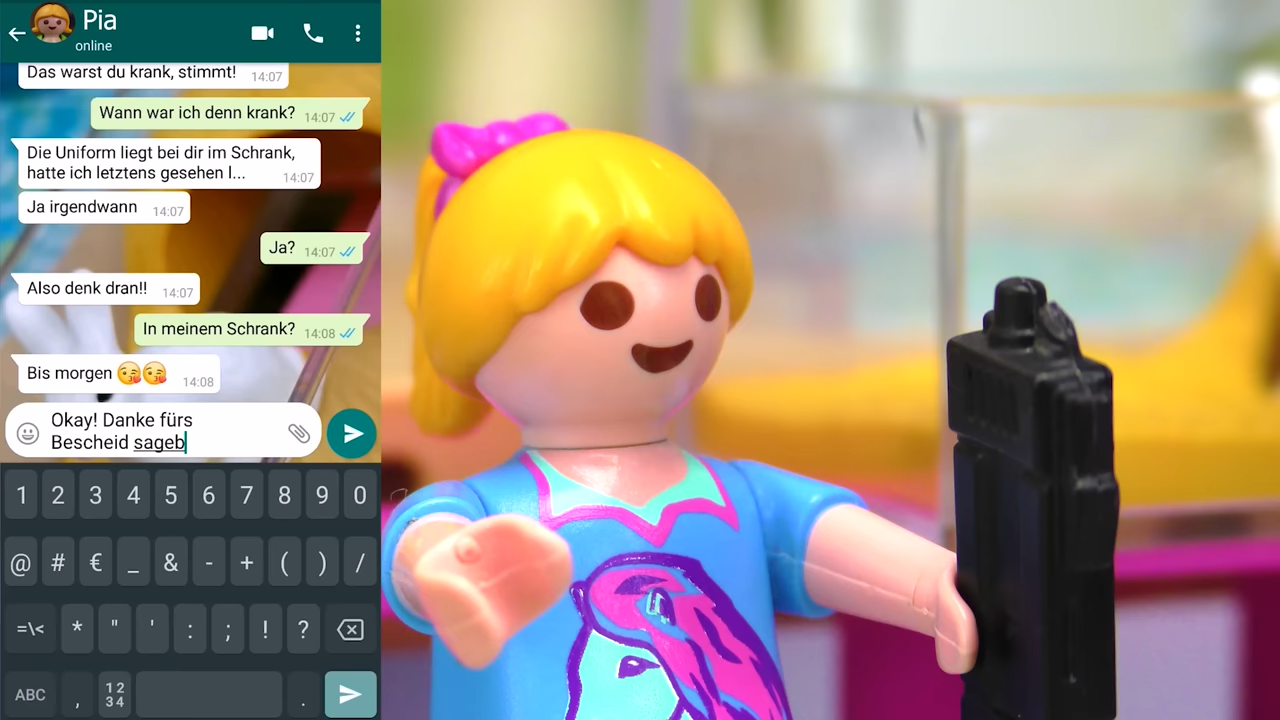 Pia
online
Das warst du krank, stimmt! 14:07
Wann war ich denn krank? 14:07
Die Uniform liegt bei dir im Schrank,
hatte ich letztens gesehen l... 14:07
Ja irgendwann 14:07
Ja? 14:07
Also denk dran!! 14:07
In meinem Schrank? 14:08
Bis morgen 😘😘 14:08
Okay! Danke fürs
Bescheid sageb
1 2 3 4 5 6 7 8 9 0
@ # € _ & - + ( ) /
=\< * " ' : ; ! ?
ABC , 12 .
34